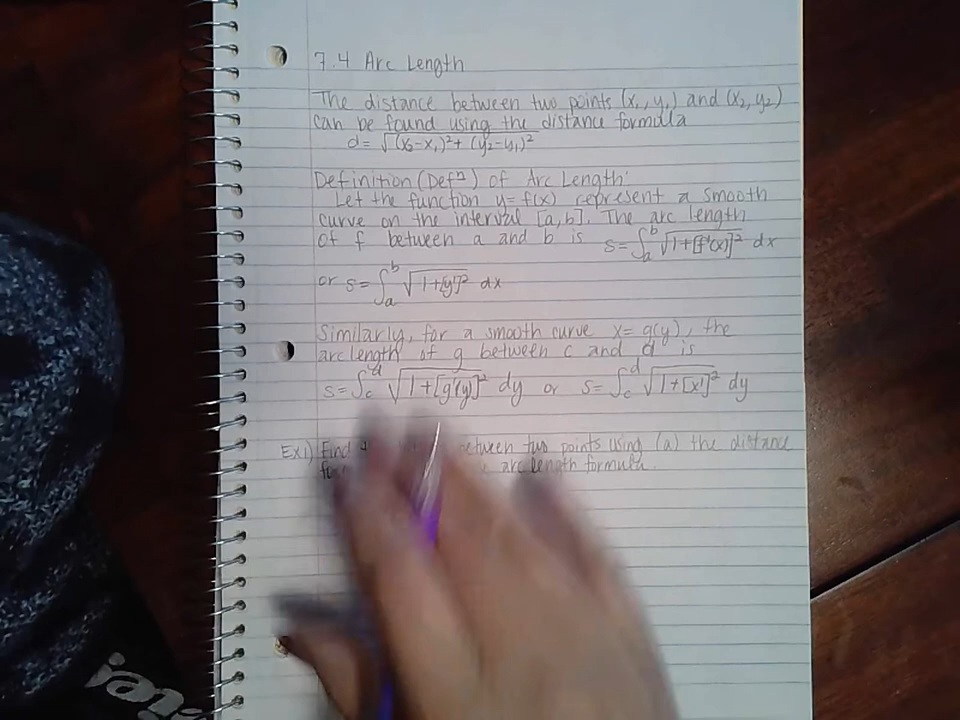 7.4 Arc Length
The distance between two points (x₁, y₁) and (x₂, y₂)
can be found using the distance formula
d = √(x₂-x₁)² + (y₂-y₁)²
Definition (Defⁿ) of Arc Length:
Let the function y = f(x) represent a smooth
curve on the interval [a, b]. The arc length
of f between a and b is s = ∫ₐᵇ √1+[f'(x)]² dx
or s = ∫ₐᵇ √1+[y']² dx
Similarly, for a smooth curve x = g(y), the
arc length of g between c and d is
s = ∫_c^d √1+[g'(y)]² dy or s = ∫_c^d √1+[x']² dy
Ex1) Find two points using (a) the distance
arc length formula.